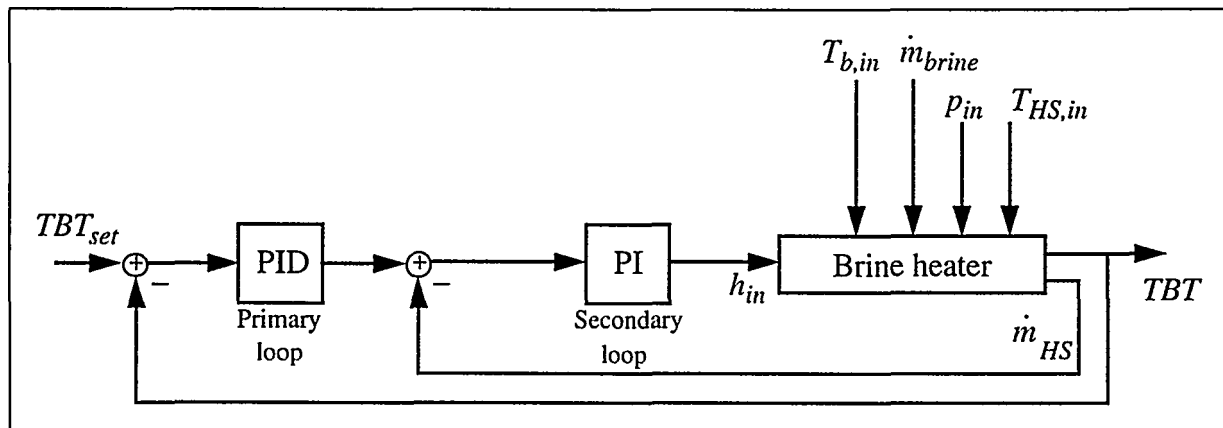 T_{b,in} ṁ_{brine}
p_{in} T_{HS,in}
TBT_{set}
+ − PID + − PI Brine heater
h_{in}
TBT
Primary
loop
Secondary
loop
ṁ_{HS}